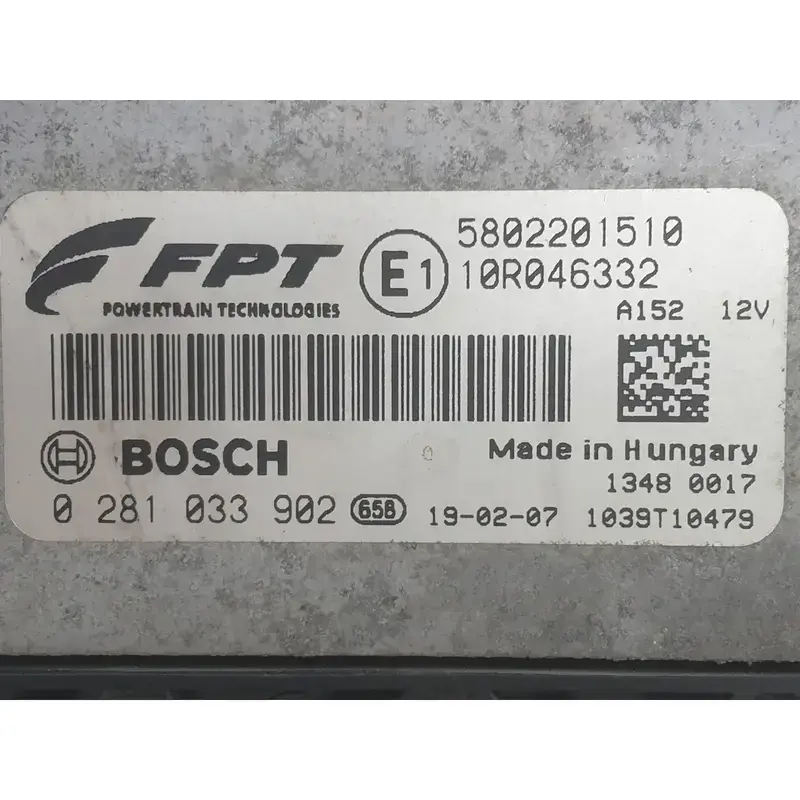 FPT
POWERTRAIN TECHNOLOGIES
E1
5802201510
10R046332
A152 12V
BOSCH
Made in Hungary
1348 0017
0 281 033 902 658 19-02-07 1039T10479